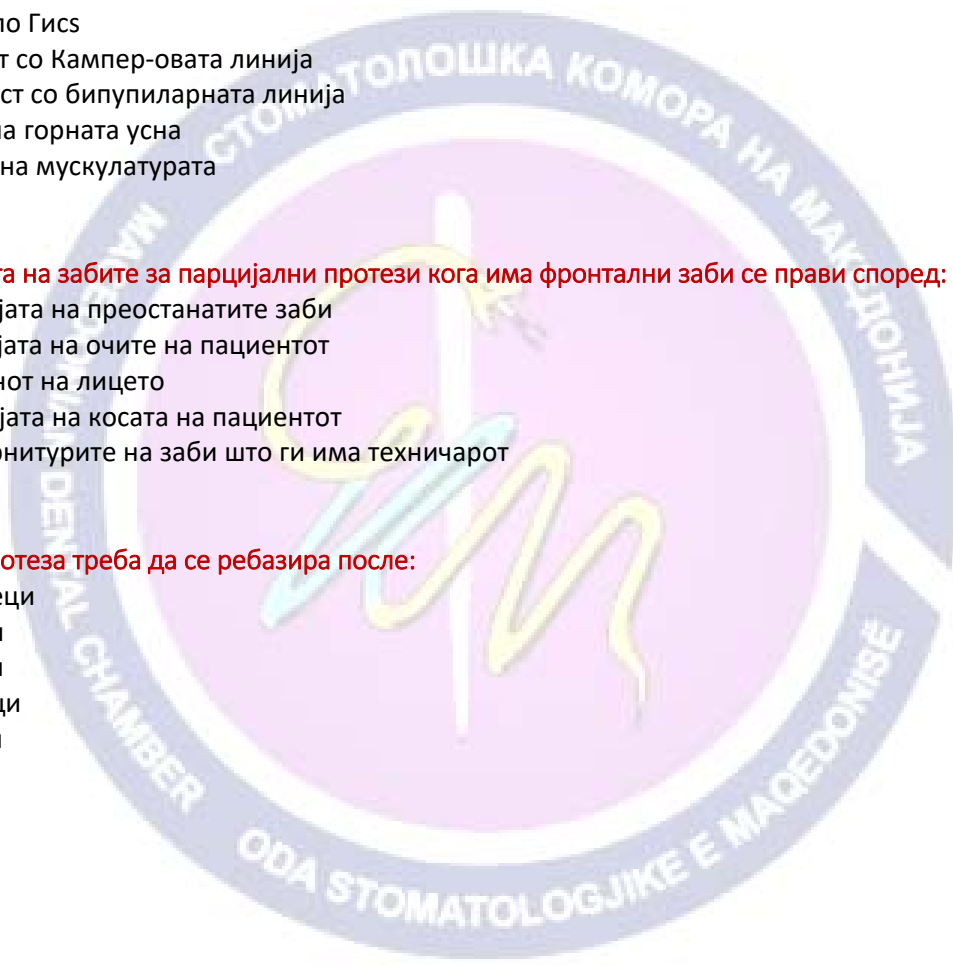 по Гисs
т со Кампер-овата линија
ст со бипупиларната линија
на горната усна
на мускулатурата
та на забите за парцијални протези кога има фронтални заби се прави според:
јата на преостанатите заби
јата на очите на пациентот
нот на лицето
јата на косата на пациентот
рнитурите на заби што ги има техничарот
отеза треба да се ребазира после:
еци
и
и
ци
и
СТОМАТОЛОШКА КОМОРА НА МАКЕДОНИЈА
MACEDONIAN DENTAL CHAMBER
ODA STOMATOLOGJIKE E MAQEDONISË